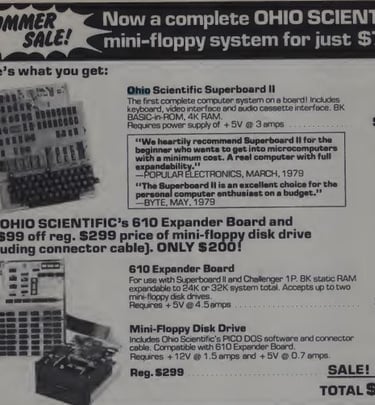 SUMMER
SALE!
Now a complete OHIO SCIENT
mini-floppy system for just $
e's what you get:
Ohio Scientific Superboard II
The first complete computer system on a board! Includes
keyboard, video interface and audio cassette interface. 8K
BASIC-in-ROM, 4K RAM.
Requires power supply of +5V @ 3 amps
"We heartily recommend Superboard II for the
beginner who wants to get into microcomputers
with a minimum cost. A real computer with full
expandability."
—POPULAR ELECTRONICS, MARCH, 1979
"The Superboard II is an excellent choice for the
personal computer enthusiast on a budget."
—BYTE, MAY, 1979
OHIO SCIENTIFIC's 610 Expander Board and
$99 off reg. $299 price of mini-floppy disk drive
uding connector cable). ONLY $200!
610 Expander Board
For use with Superboard II and Challenger 1P. 8K static RAM
expandable to 24K or 32K system total. Accepts up to two
mini-floppy disk drives.
Requires +5V @ 4.5 amps
Mini-Floppy Disk Drive
Includes Ohio Scientific's PICO DOS software and connector
cable. Compatible with 610 Expander Board.
Requires +12V @ 1.5 amps and +5V @ 0.7 amps.
Reg. $299
SALE!
TOTAL $